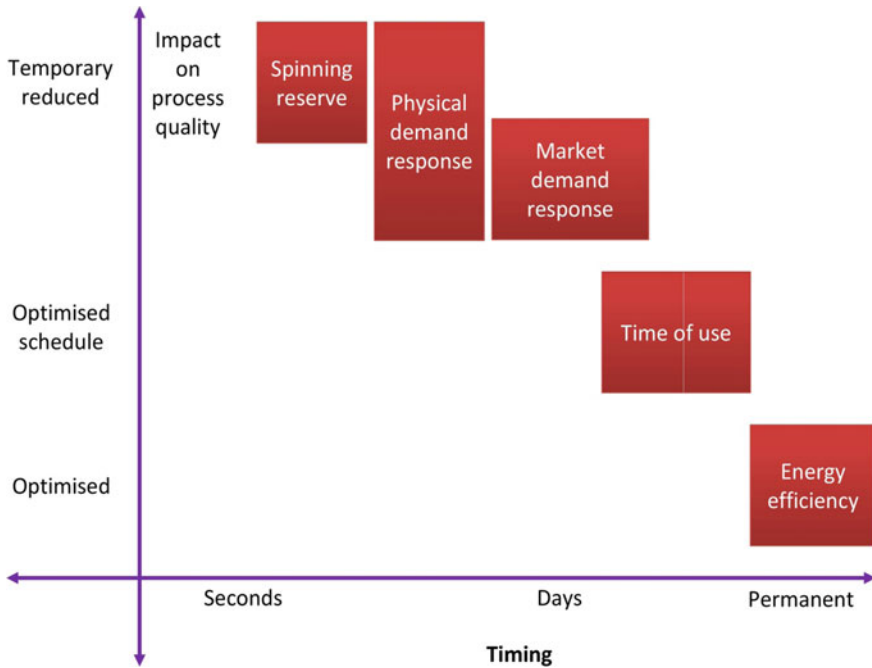 Temporary
reduced
Impact
on
process
quality
Spinning
reserve
Physical
demand
response
Market
demand
response
Optimised
schedule
Time of use
Optimised
Energy
efficiency
Seconds
Days
Permanent
Timing